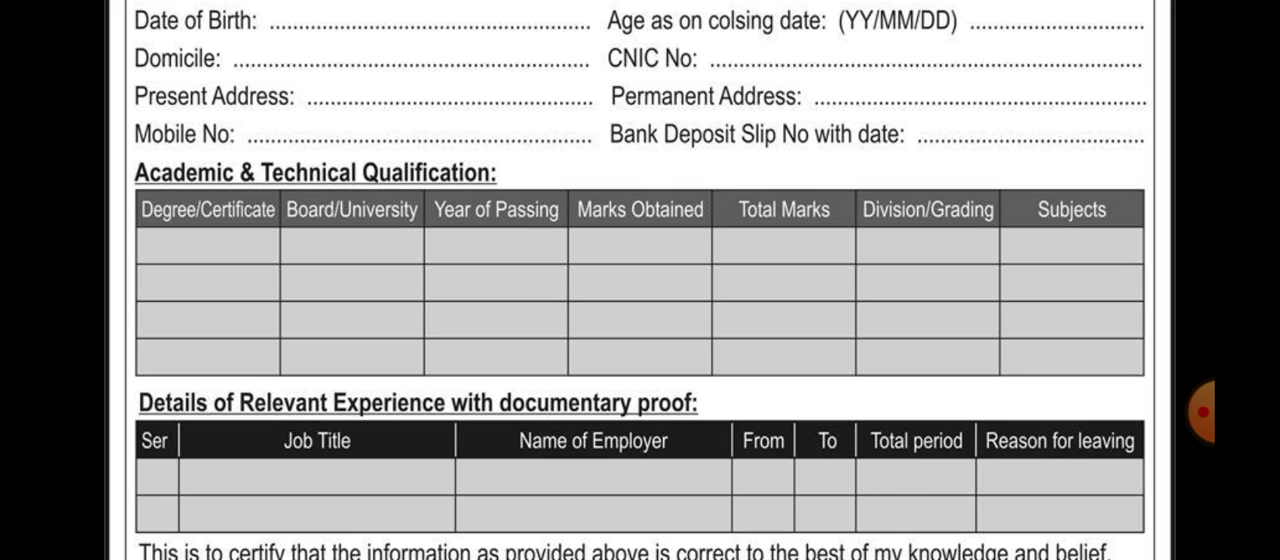 Date of Birth: ................................................ Age as on colsing date: (YY/MM/DD) ..........................
Domicile: ..................................................... CNIC No: .................................................................
Present Address: ........................................... Permanent Address: ..................................................
Mobile No: .................................................... Bank Deposit Slip No with date: ..................................
Academic & Technical Qualification:
Degree/Certificate Board/University Year of Passing Marks Obtained Total Marks Division/Grading Subjects
Details of Relevant Experience with documentary proof:
Ser Job Title Name of Employer From To Total period Reason for leaving
This is to certify that the information as provided above is correct to the best of my knowledge and belief.